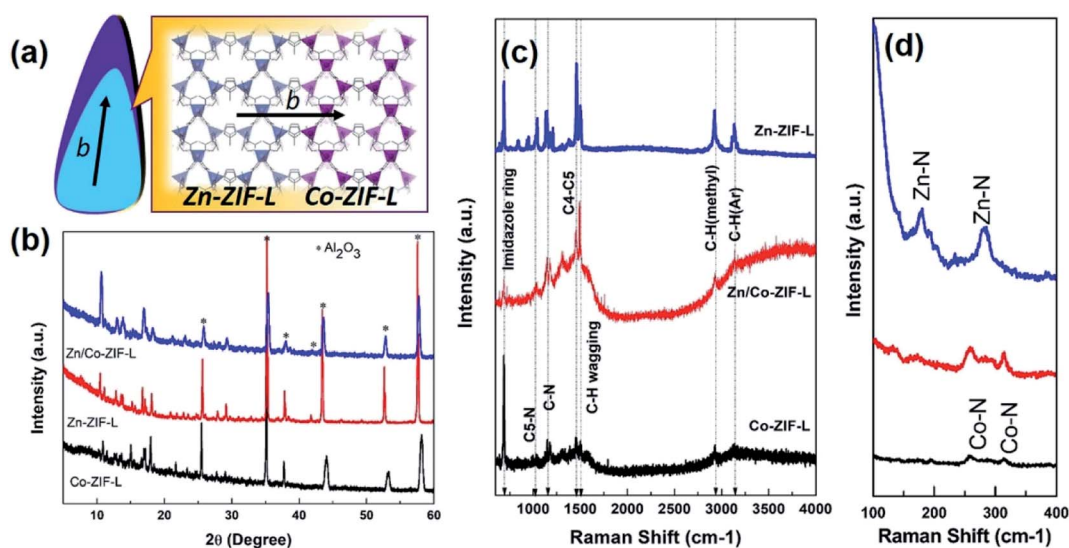 (a)
b
b
Zn-ZIF-L Co-ZIF-L
(b)
* Al2O3
Zn/Co-ZIF-L
Zn-ZIF-L
Co-ZIF-L
Intensity (a.u.)
10 20 30 40 50 60
2θ (Degree)
(c)
Zn-ZIF-L
Imidazole ring
C4-C5
C-H(methyl)
C-H(Ar)
Zn/Co-ZIF-L
C5-N
C-N
C-H wagging
Co-ZIF-L
Intensity (a.u.)
1000 1500 2000 2500 3000 3500 4000
Raman Shift (cm-1)
(d)
Zn-N
Zn-N
Co-N
Co-N
Intensity (a.u.)
100 200 300 400
Raman Shift (cm-1)